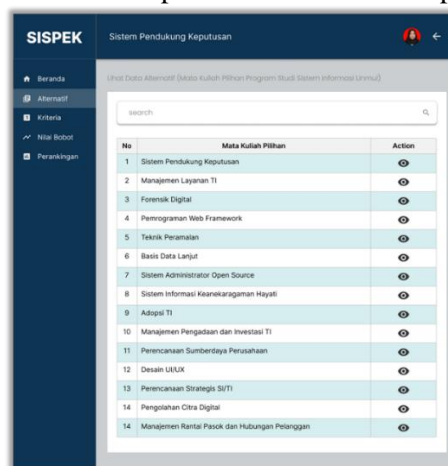 SISPEK
Sistem Pendukung Keputusan
Beranda
Alternatif
Kriteria
Nilai Bobot
Perankingan
Lihat Data Alternatif (Mata Kuliah Pilihan Program Studi Sistem Informasi Unmul)
search
No Mata Kuliah Pilihan Action
1 Sistem Pendukung Keputusan
2 Manajemen Layanan TI
3 Forensik Digital
4 Pemrograman Web Framework
5 Teknik Peramalan
6 Basis Data Lanjut
7 Sistem Administrator Open Source
8 Sistem Informasi Keanekaragaman Hayati
9 Adopsi TI
10 Manajemen Pengadaan dan Investasi TI
11 Perencanaan Sumberdaya Perusahaan
12 Desain UI/UX
13 Perencanaan Strategis SI/TI
14 Pengolahan Citra Digital
14 Manajemen Rantai Pasok dan Hubungan Pelanggan